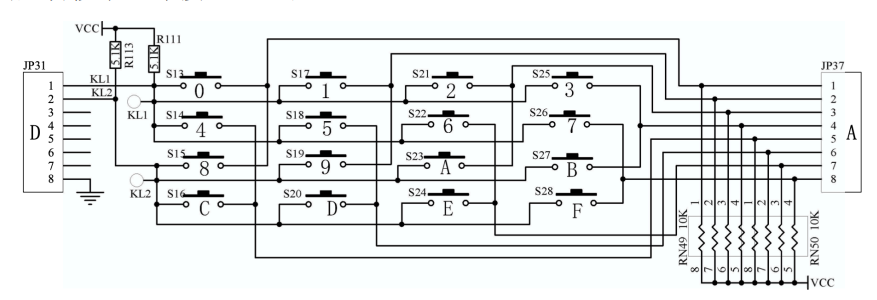 VCC
R113
5.1K
R111
5.1K
JP31
KL1
KL2
1
2
3
4
5
6
7
8
D
KL1
KL2
S13
0
S17
1
S21
2
S25
3
S14
4
S18
5
S22
6
S26
7
S15
8
S19
9
S23
A
S27
B
S16
C
S20
D
S24
E
S28
F
JP37
1
2
3
4
5
6
7
8
A
RN49 10K
1
2
3
4
1
2
3
4
RN50 10K
8
7
6
5
8
7
6
5
VCC